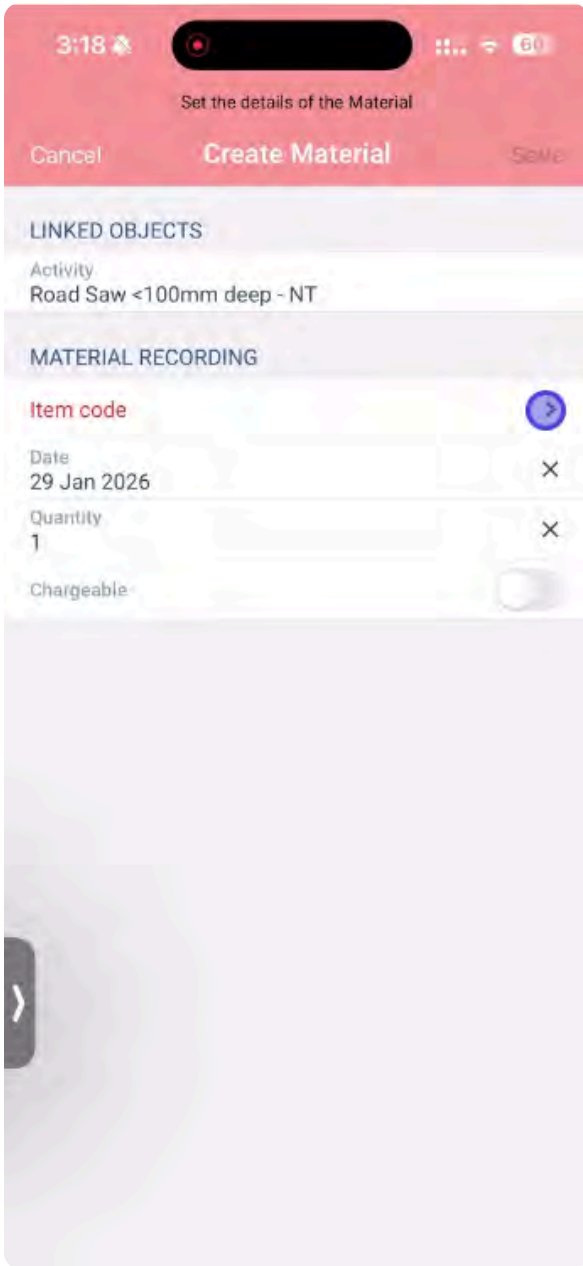 3:18
60
Set the details of the Material
Cancel
Create Material
Save
LINKED OBJECTS
Activity
Road Saw <100mm deep - NT
MATERIAL RECORDING
Item code
Date
29 Jan 2026
Quantity
1
Chargeable